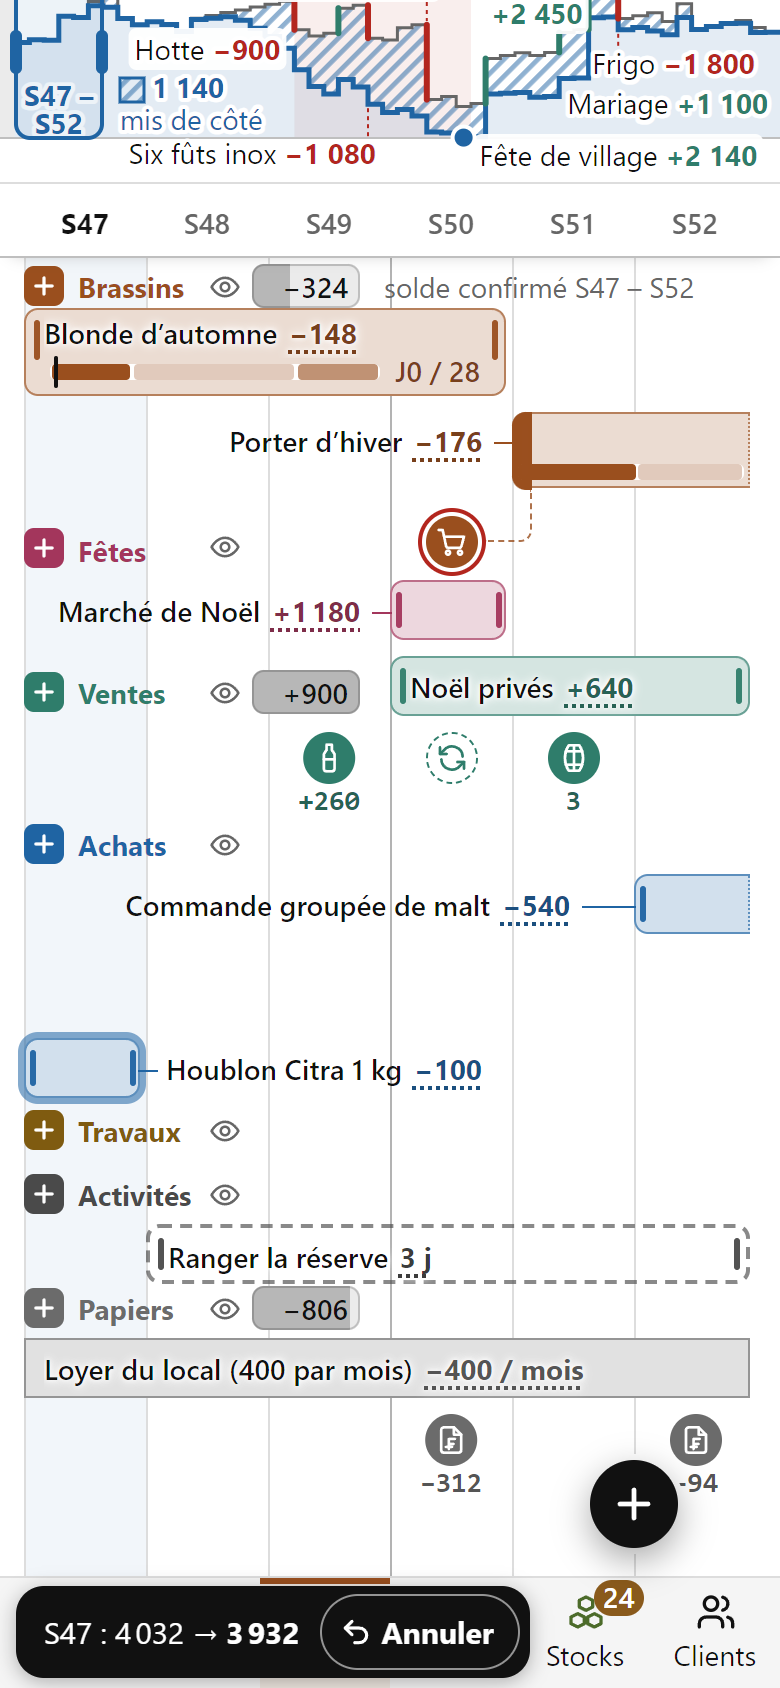 +2 450
Hotte −900
Frigo −1 800
S47 –
S52
1 140
mis de côté
Mariage +1 100
Six fûts inox −1 080
Fête de village +2 140
S47 S48 S49 S50 S51 S52
Brassins −324 solde confirmé S47 – S52
Blonde d’automne −148
J0 / 28
Porter d’hiver −176
Fêtes
Marché de Noël +1 180
Ventes +900
Noël privés +640
+260 3
Achats
Commande groupée de malt −540
Houblon Citra 1 kg −100
Travaux
Activités
Ranger la réserve 3 j
Papiers −806
Loyer du local (400 par mois) −400 / mois
−312 -94
S47 : 4 032 → 3 932 Annuler
24
Stocks Clients